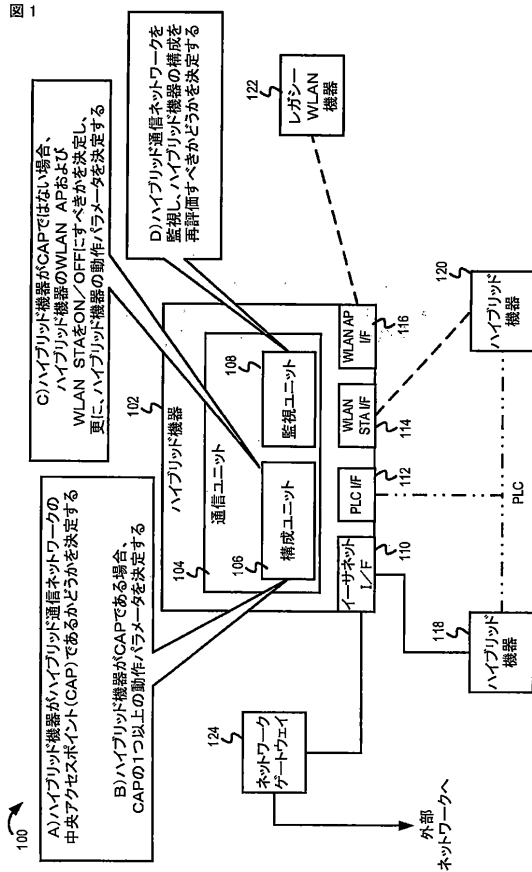 図1
100
A)ハイブリッド機器がハイブリッド通信ネットワークの
中央アクセスポイント(CAP)であるかどうかを決定する
B)ハイブリッド機器がCAPである場合、
CAPの1つ以上の動作パラメータを決定する
C)ハイブリッド機器がCAPではない場合、
ハイブリッド機器のWLAN APおよび
WLAN STAをON/OFFにすべきかを決定し、
更に、ハイブリッド機器の動作パラメータを決定する
D)ハイブリッド通信ネットワークを
監視し、ハイブリッド機器の構成を
再評価すべきかどうかを決定する
102
ハイブリッド機器
104
通信ユニット
106
構成ユニット
108
監視ユニット
イーサネット
I/F
110
PLC I/F
112
WLAN
STA I/F
114
WLAN AP
I/F
116
122
レガシー
WLAN
機器
124
ネットワーク
ゲートウェイ
外部
ネットワークへ
118
ハイブリッド
機器
PLC
120
ハイブリッド
機器